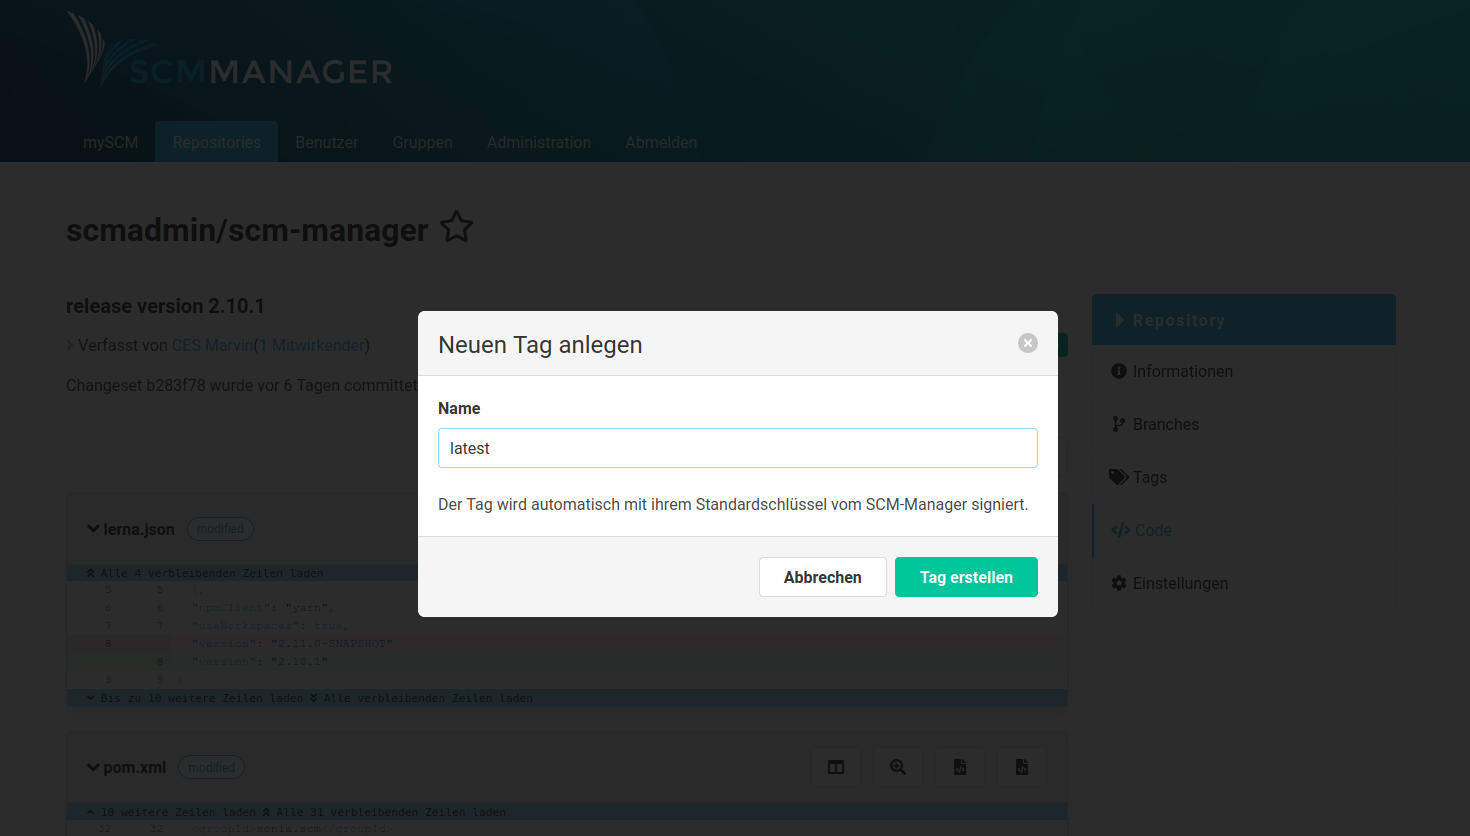 SCMMANAGER
mySCM Repositories Benutzer Gruppen Administration Abmelden
scmadmin/scm-manager
release version 2.10.1
Verfasst von CES Marvin(1 Mitwirkender)
Changeset b283f78 wurde vor 6 Tagen committet
Neuen Tag anlegen
Name
latest
Der Tag wird automatisch mit ihrem Standardschlüssel vom SCM-Manager signiert.
Abbrechen Tag erstellen
Repository
Informationen
Branches
Tags
Code
Einstellungen
lerna.json modified
Alle 4 verbleibenden Zeilen laden
5 5 ],
6 6 "npmClient": "yarn",
7 7 "useWorkspaces": true,
8 "version": "2.11.0-SNAPSHOT"
8 "version": "2.10.1"
9 9 }
Bis zu 10 weitere Zeilen laden Alle verbleibenden Zeilen laden
pom.xml modified
10 weitere Zeilen laden Alle 31 verbleibenden Zeilen laden
32 32 <groupId>sonia.scm</groupId>